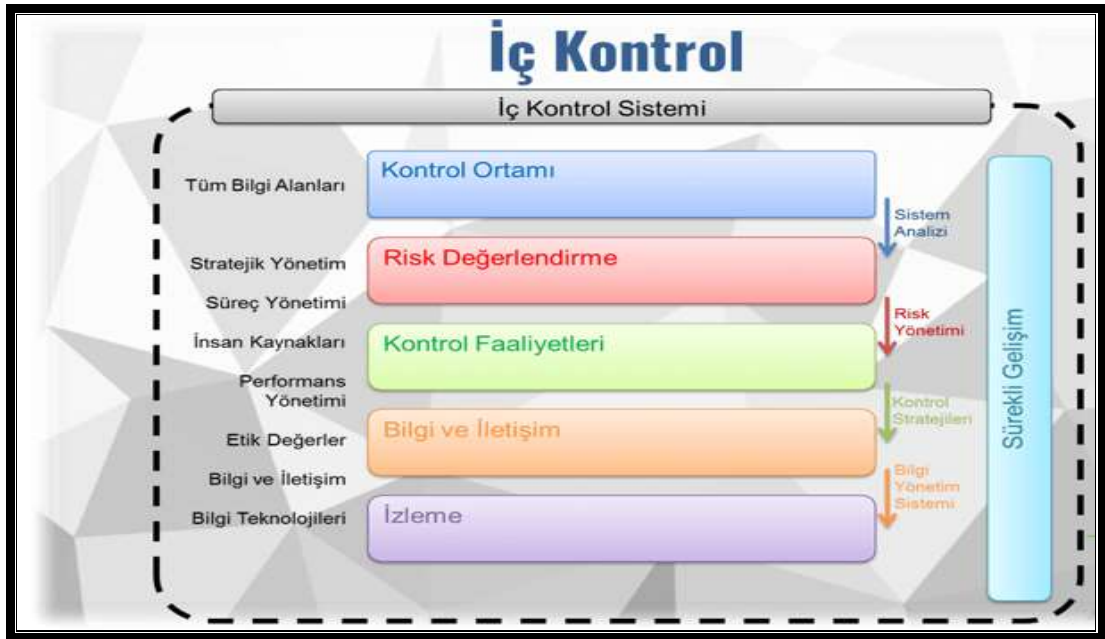 İç Kontrol
İç Kontrol Sistemi
Tüm Bilgi Alanları
Stratejik Yönetim
Süreç Yönetimi
İnsan Kaynakları
Performans
Yönetimi
Etik Değerler
Bilgi ve İletişim
Bilgi Teknolojileri
Kontrol Ortamı
Risk Değerlendirme
Kontrol Faaliyetleri
Bilgi ve İletişim
İzleme
Sistem
Analizi
Risk
Yönetimi
Kontrol
Stratejileri
Bilgi
Yönetim
Sistemi
Sürekli Gelişim